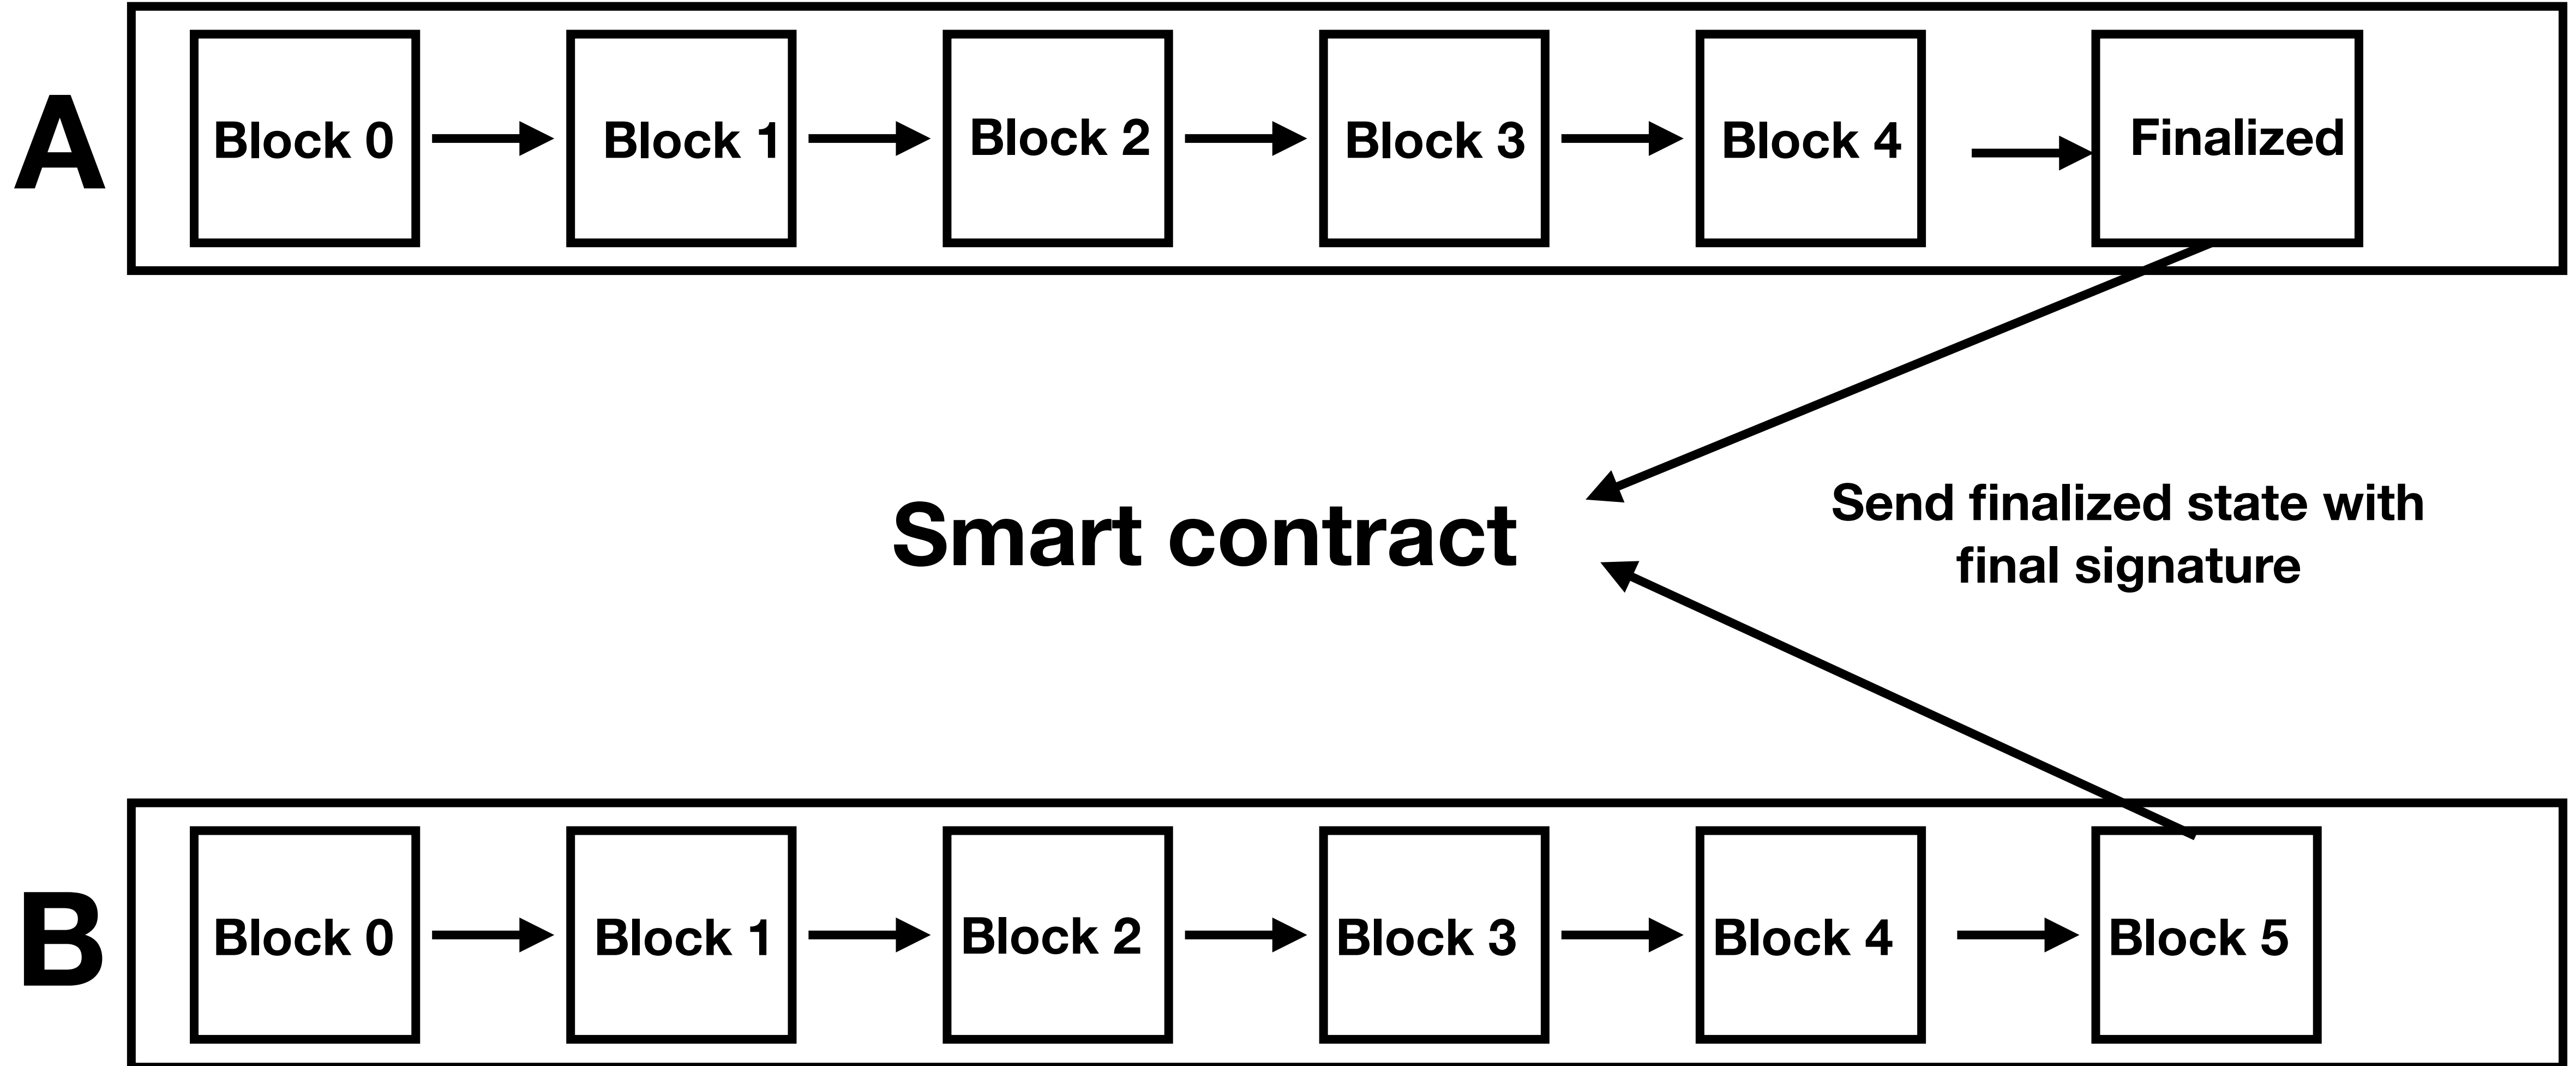 A
Block 0
Block 1
Block 2
Block 3
Block 4
Finalized
Smart contract
Send finalized state with
final signature
B
Block 0
Block 1
Block 2
Block 3
Block 4
Block 5